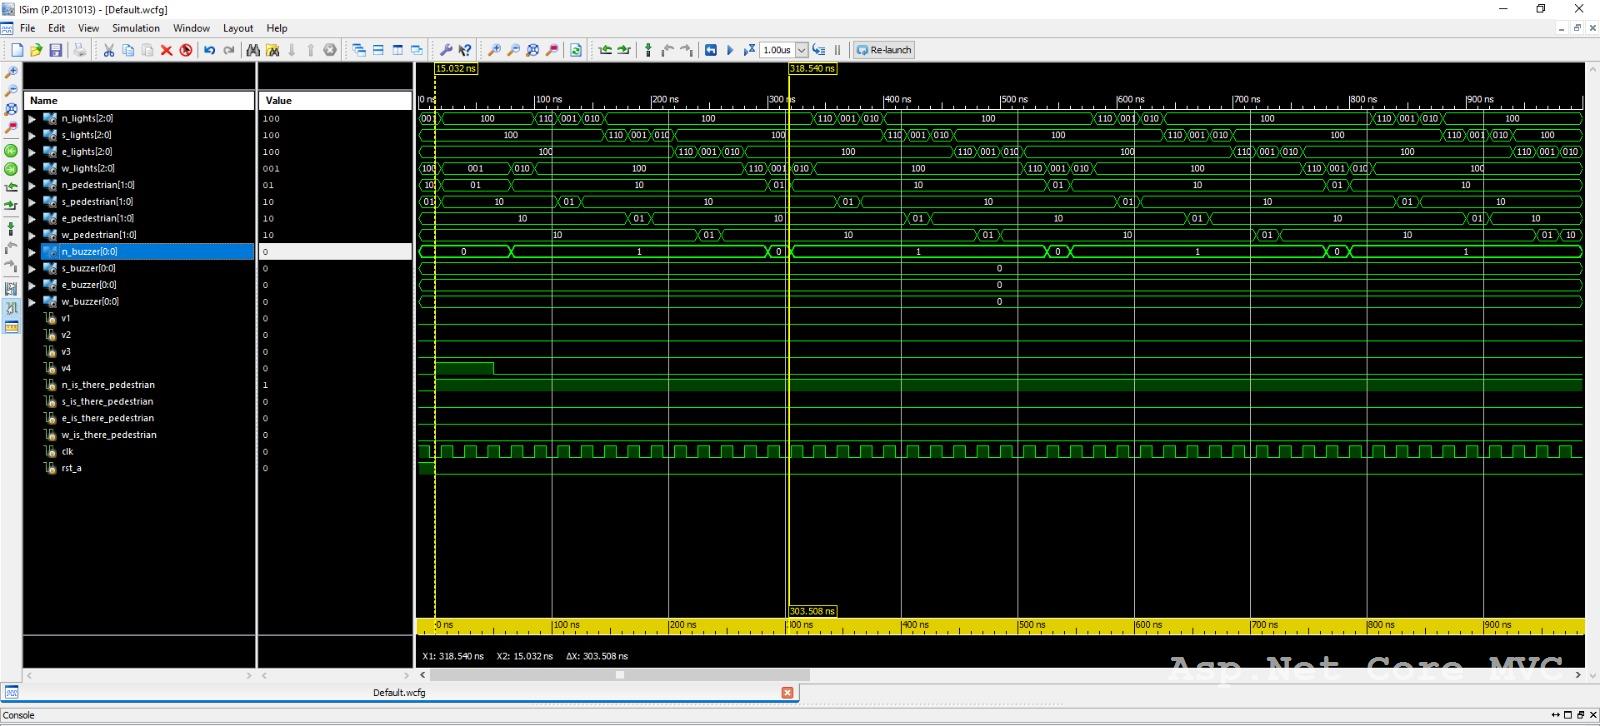 ISim (P.20131013) - [Default.wcfg]
File Edit View Simulation Window Layout Help
1.00us Re-launch
15.032 ns 318.540 ns
Name Value 0 ns 100 ns 200 ns 300 ns 400 ns 500 ns 600 ns 700 ns 800 ns 900 ns
n_lights[2:0] 100 001 100 110 001 010 100 110 001 010 100 110 001 010 100 110 001 010 100
s_lights[2:0] 100 100 110 001 010 100 110 001 010 100 110 001 010 100 110 001 010 100
e_lights[2:0] 100 100 110 001 010 100 110 001 010 100 110 001 010 100 110 001 010
w_lights[2:0] 001 100 001 010 100 110 001 010 100 110 001 010 100 110 001 010 100
n_pedestrian[1:0] 01 10 01 10 01 10 01 10 01 10
s_pedestrian[1:0] 10 01 10 01 10 01 10 01 10 01 10
e_pedestrian[1:0] 10 10 01 10 01 10 01 10 01 10
w_pedestrian[1:0] 10 10 01 10 01 10 01 10 01 10
n_buzzer[0:0] 0 0 1 0 1 0 1 0 1
s_buzzer[0:0] 0 0
e_buzzer[0:0] 0 0
w_buzzer[0:0] 0 0
v1 0
v2 0
v3 0
v4 0
n_is_there_pedestrian 1
s_is_there_pedestrian 0
e_is_there_pedestrian 0
w_is_there_pedestrian 0
clk 0
rst_a 0
303.508 ns
0 ns 100 ns 200 ns 300 ns 400 ns 500 ns 600 ns 700 ns 800 ns 900 ns
X1: 318.540 ns X2: 15.032 ns ΔX: 303.508 ns
Asp.Net Core MVC
Default.wcfg
Console